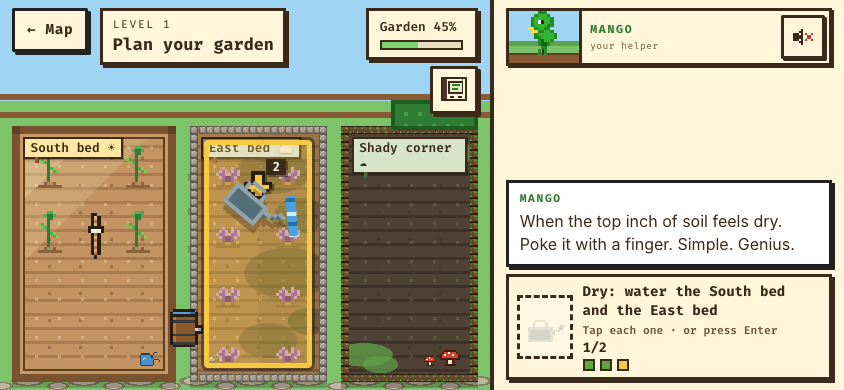 ← Map
LEVEL 1
Plan your garden
Garden 45%
South bed ☀
East bed
Shady corner
2
MANGO
your helper
MANGO
When the top inch of soil feels dry.
Poke it with a finger. Simple. Genius.
Dry: water the South bed
and the East bed
Tap each one · or press Enter
1/2